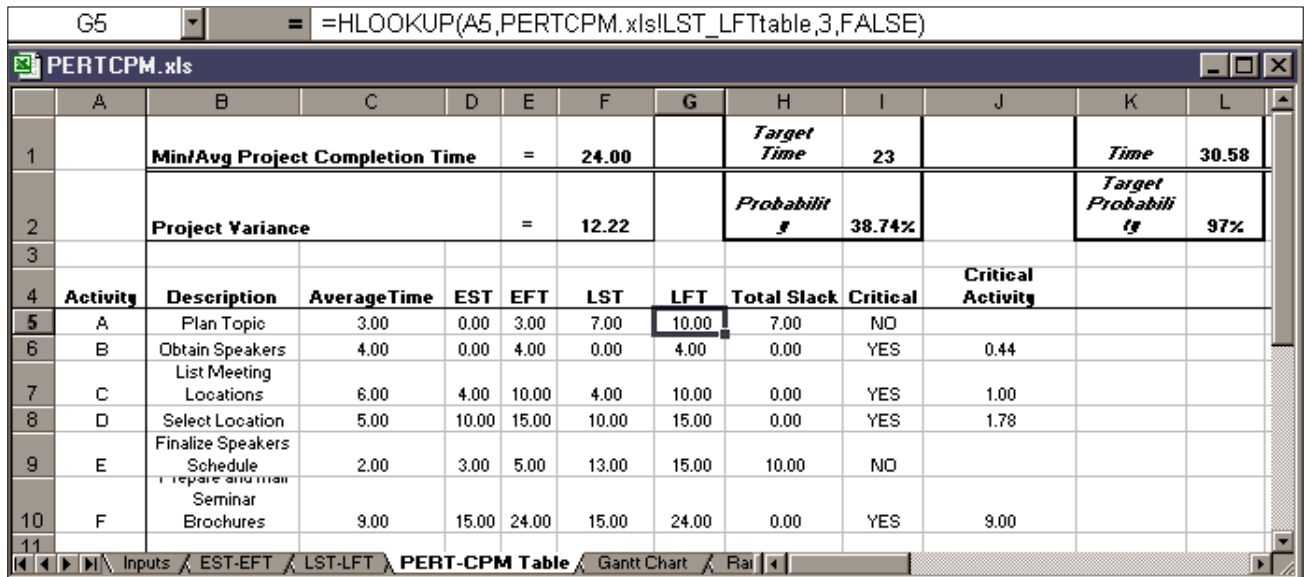 G5 = =HLOOKUP(A5,PERTCPM.xls!LST_LFTtable,3,FALSE)
PERTCPM.xls
A B C D E F G H I J K L
1 Min/Avg Project Completion Time = 24.00 Target Time 23 Time 30.58
2 Project Variance = 12.22 Probability 38.74% Target Probability 97%
3
4 Activity Description AverageTime EST EFT LST LFT Total Slack Critical Critical Activity
5 A Plan Topic 3.00 0.00 3.00 7.00 10.00 7.00 NO
6 B Obtain Speakers 4.00 0.00 4.00 0.00 4.00 0.00 YES 0.44
7 C List Meeting Locations 6.00 4.00 10.00 4.00 10.00 0.00 YES 1.00
8 D Select Location 5.00 10.00 15.00 10.00 15.00 0.00 YES 1.78
9 E Finalize Speakers Schedule 2.00 3.00 5.00 13.00 15.00 10.00 NO
10 F Prepare and mail Seminar Brochures 9.00 15.00 24.00 15.00 24.00 0.00 YES 9.00
11
Inputs EST-EFT LST-LFT PERT-CPM Table Gantt Chart